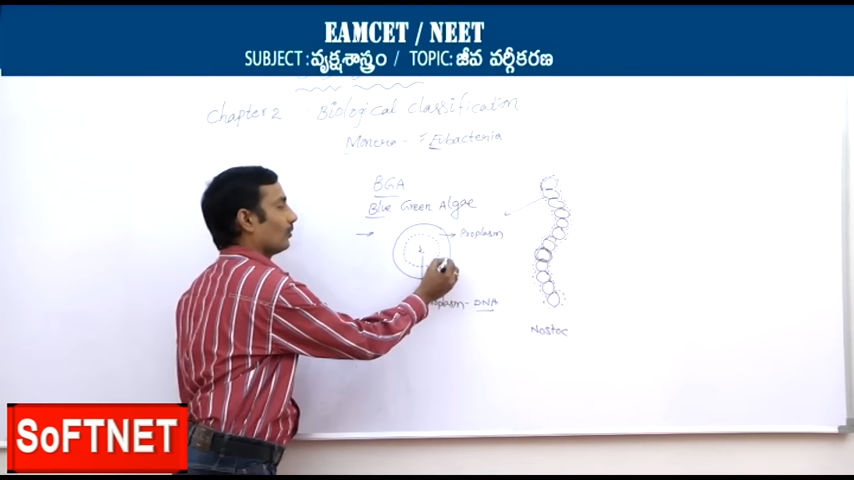 EAMCET / NEET
SUBJECT : వృక్షశాస్త్రం / TOPIC: జీవ వర్గీకరణ
Chapter 2 Biological classification
Monera - Eubacteria
BGA
Blue Green Algae
Proplasm
oplasm- DNA
Nostoc
SoFTNET